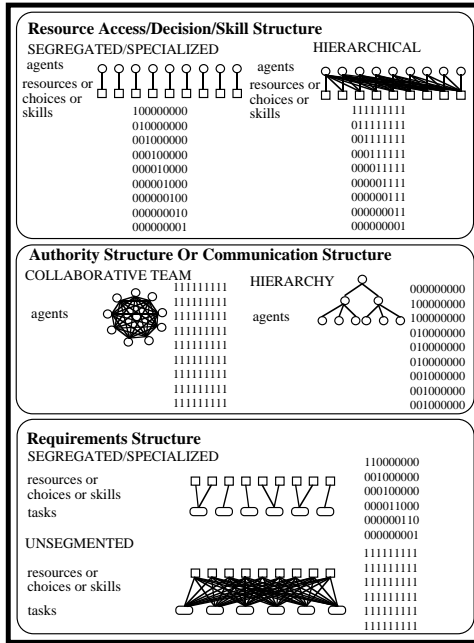 Resource Access/Decision/Skill Structure
SEGREGATED/SPECIALIZED
agents
resources or
choices or
skills
100000000
010000000
001000000
000100000
000010000
000001000
000000100
000000010
000000001
HIERARCHICAL
agents
resources or
choices or
skills
111111111
011111111
001111111
000111111
000011111
000001111
000000111
000000011
000000001
Authority Structure Or Communication Structure
COLLABORATIVE TEAM
agents
111111111
111111111
111111111
111111111
111111111
111111111
111111111
111111111
111111111
HIERARCHY
agents
000000000
100000000
100000000
010000000
010000000
010000000
001000000
001000000
001000000
Requirements Structure
SEGREGATED/SPECIALIZED
resources or
choices or skills
tasks
110000000
001000000
000100000
000011000
000000110
000000001
UNSEGMENTED
resources or
choices or skills
tasks
111111111
111111111
111111111
111111111
111111111
111111111